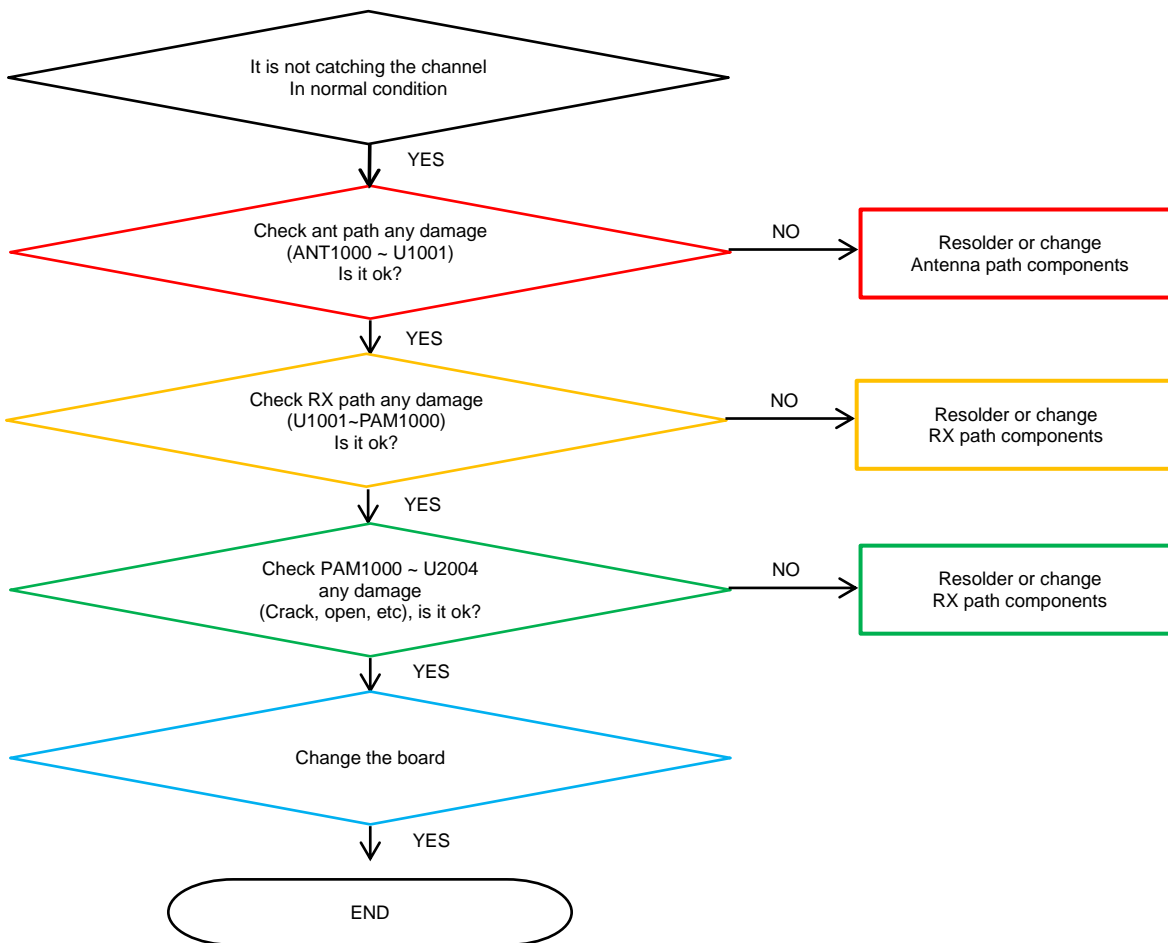 It is not catching the channel
In normal condition
YES
Check ant path any damage
(ANT1000 ~ U1001)
Is it ok?
NO
Resolder or change
Antenna path components
YES
Check RX path any damage
(U1001~PAM1000)
Is it ok?
NO
Resolder or change
RX path components
YES
Check PAM1000 ~ U2004
any damage
(Crack, open, etc), is it ok?
NO
Resolder or change
RX path components
YES
Change the board
YES
END